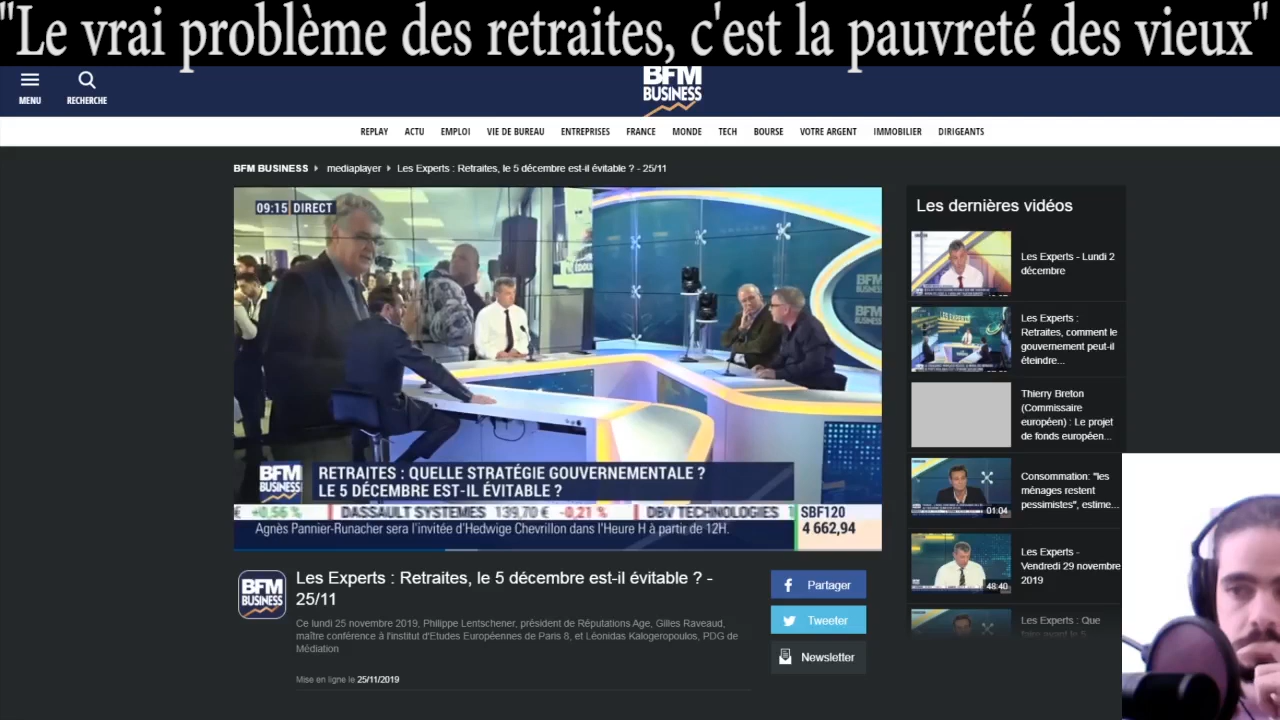 "Le vrai problème des retraites, c'est la pauvreté des vieux"
MENU
RECHERCHE
BFM
BUSINESS
REPLAY ACTU EMPLOI VIE DE BUREAU ENTREPRISES FRANCE MONDE TECH BOURSE VOTRE ARGENT IMMOBILIER DIRIGEANTS
BFM BUSINESS mediaplayer Les Experts : Retraites, le 5 décembre est-il évitable ? - 25/11
09:15 DIRECT
BFM
BUSINESS
RETRAITES : QUELLE STRATÉGIE GOUVERNEMENTALE ?
LE 5 DÉCEMBRE EST-IL ÉVITABLE ?
DASSAULT SYSTEMES 139,70 € -0,21 % DBV TECHNOLOGIES
SBF120
4 662,94
Agnès Pannier-Runacher sera l'invitée d'Hedwige Chevrillon dans l'Heure H à partir de 12H.
BFM
BUSINESS
Les Experts : Retraites, le 5 décembre est-il évitable ? -
25/11
Ce lundi 25 novembre 2019, Philippe Lentschener, président de Réputations Age, Gilles Raveaud,
maître conférence à l'institut d'Etudes Européennes de Paris 8, et Léonidas Kalogeropoulos, PDG de
Médiation
Mise en ligne le 25/11/2019
Partager
Tweeter
Newsletter
Les dernières vidéos
Les Experts - Lundi 2
décembre
Les Experts :
Retraites, comment le
gouvernement peut-il
éteindre...
Thierry Breton
(Commissaire
européen) : Le projet
de fonds européen...
Consommation: "les
ménages restent
pessimistes", estime...
01:04
Les Experts -
Vendredi 29 novembre
2019
48:40
Les Experts : Que
faire avant le 5